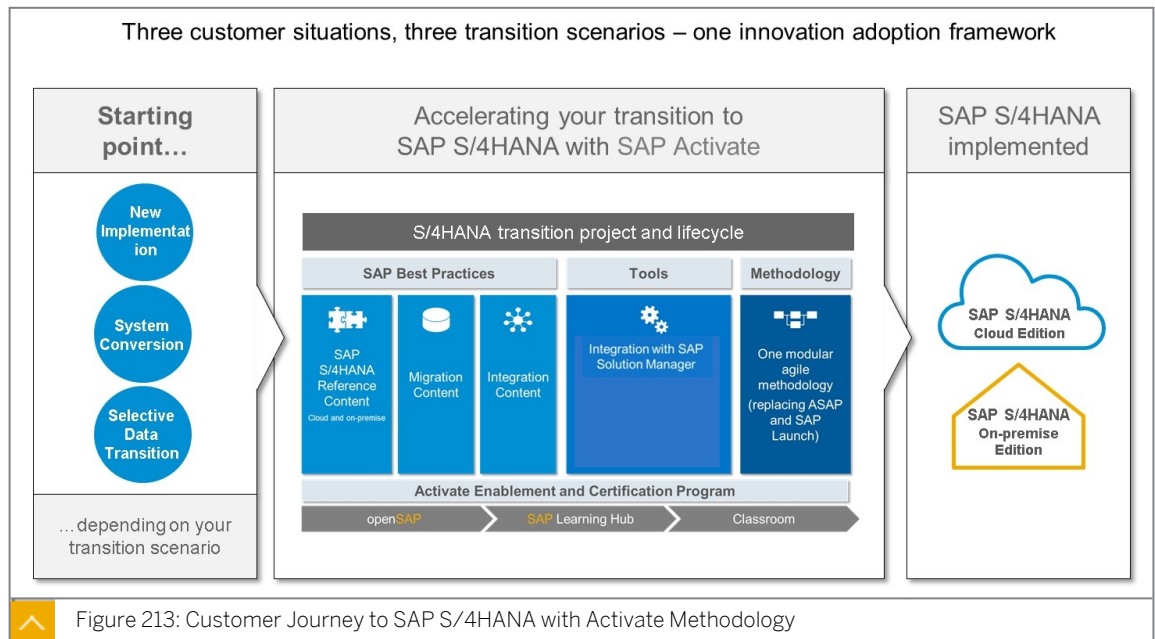 Three customer situations, three transition scenarios – one innovation adoption framework
Starting
point…
New
Implementat
ion
System
Conversion
Selective
Data
Transition
…depending on your
transition scenario
Accelerating your transition to
SAP S/4HANA with SAP Activate
S/4HANA transition project and lifecycle
SAP Best Practices
Tools
Methodology
SAP
S/4HANA
Reference
Content
Cloud and on-premise
Migration
Content
Integration
Content
Integration with SAP
Solution Manager
One modular
agile
methodology
(replacing ASAP
and SAP
Launch)
Activate Enablement and Certification Program
openSAP
SAP Learning Hub
Classroom
SAP S/4HANA
implemented
SAP S/4HANA
Cloud Edition
SAP S/4HANA
On-premise
Edition
Figure 213: Customer Journey to SAP S/4HANA with Activate Methodology